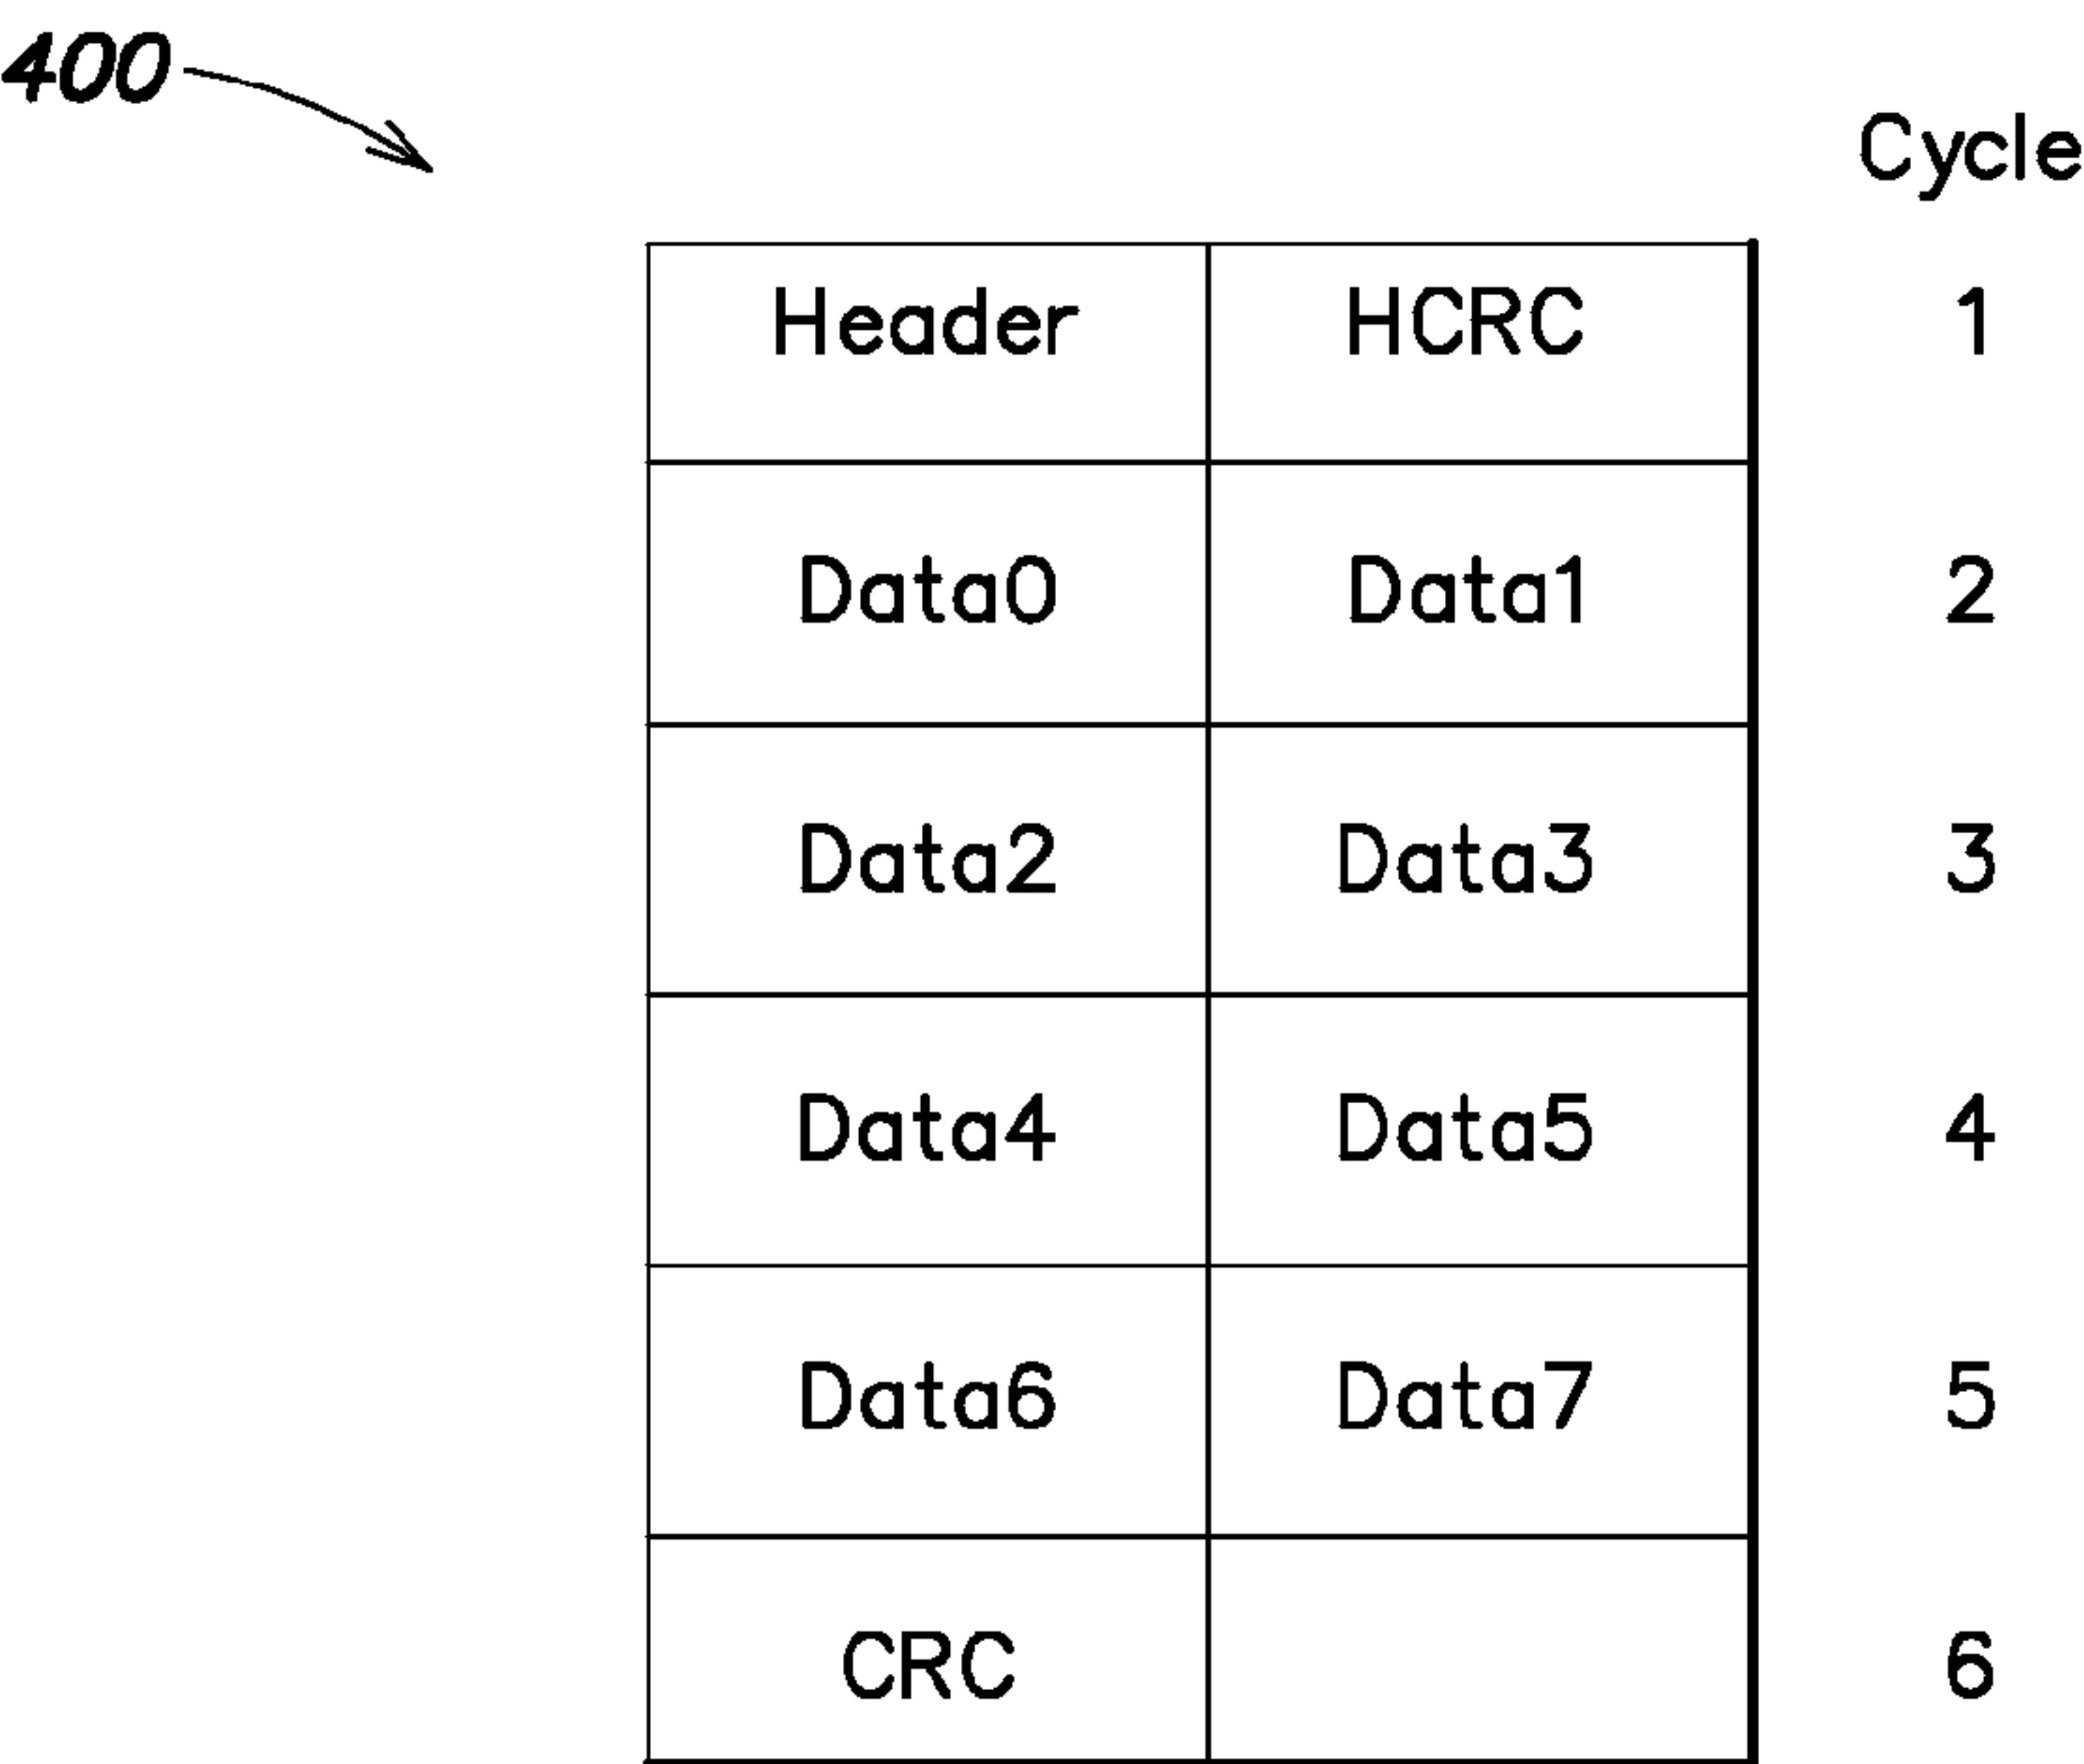 400
Cycle
Header HCRC 1
Data0 Data1 2
Data2 Data3 3
Data4 Data5 4
Data6 Data7 5
CRC 6